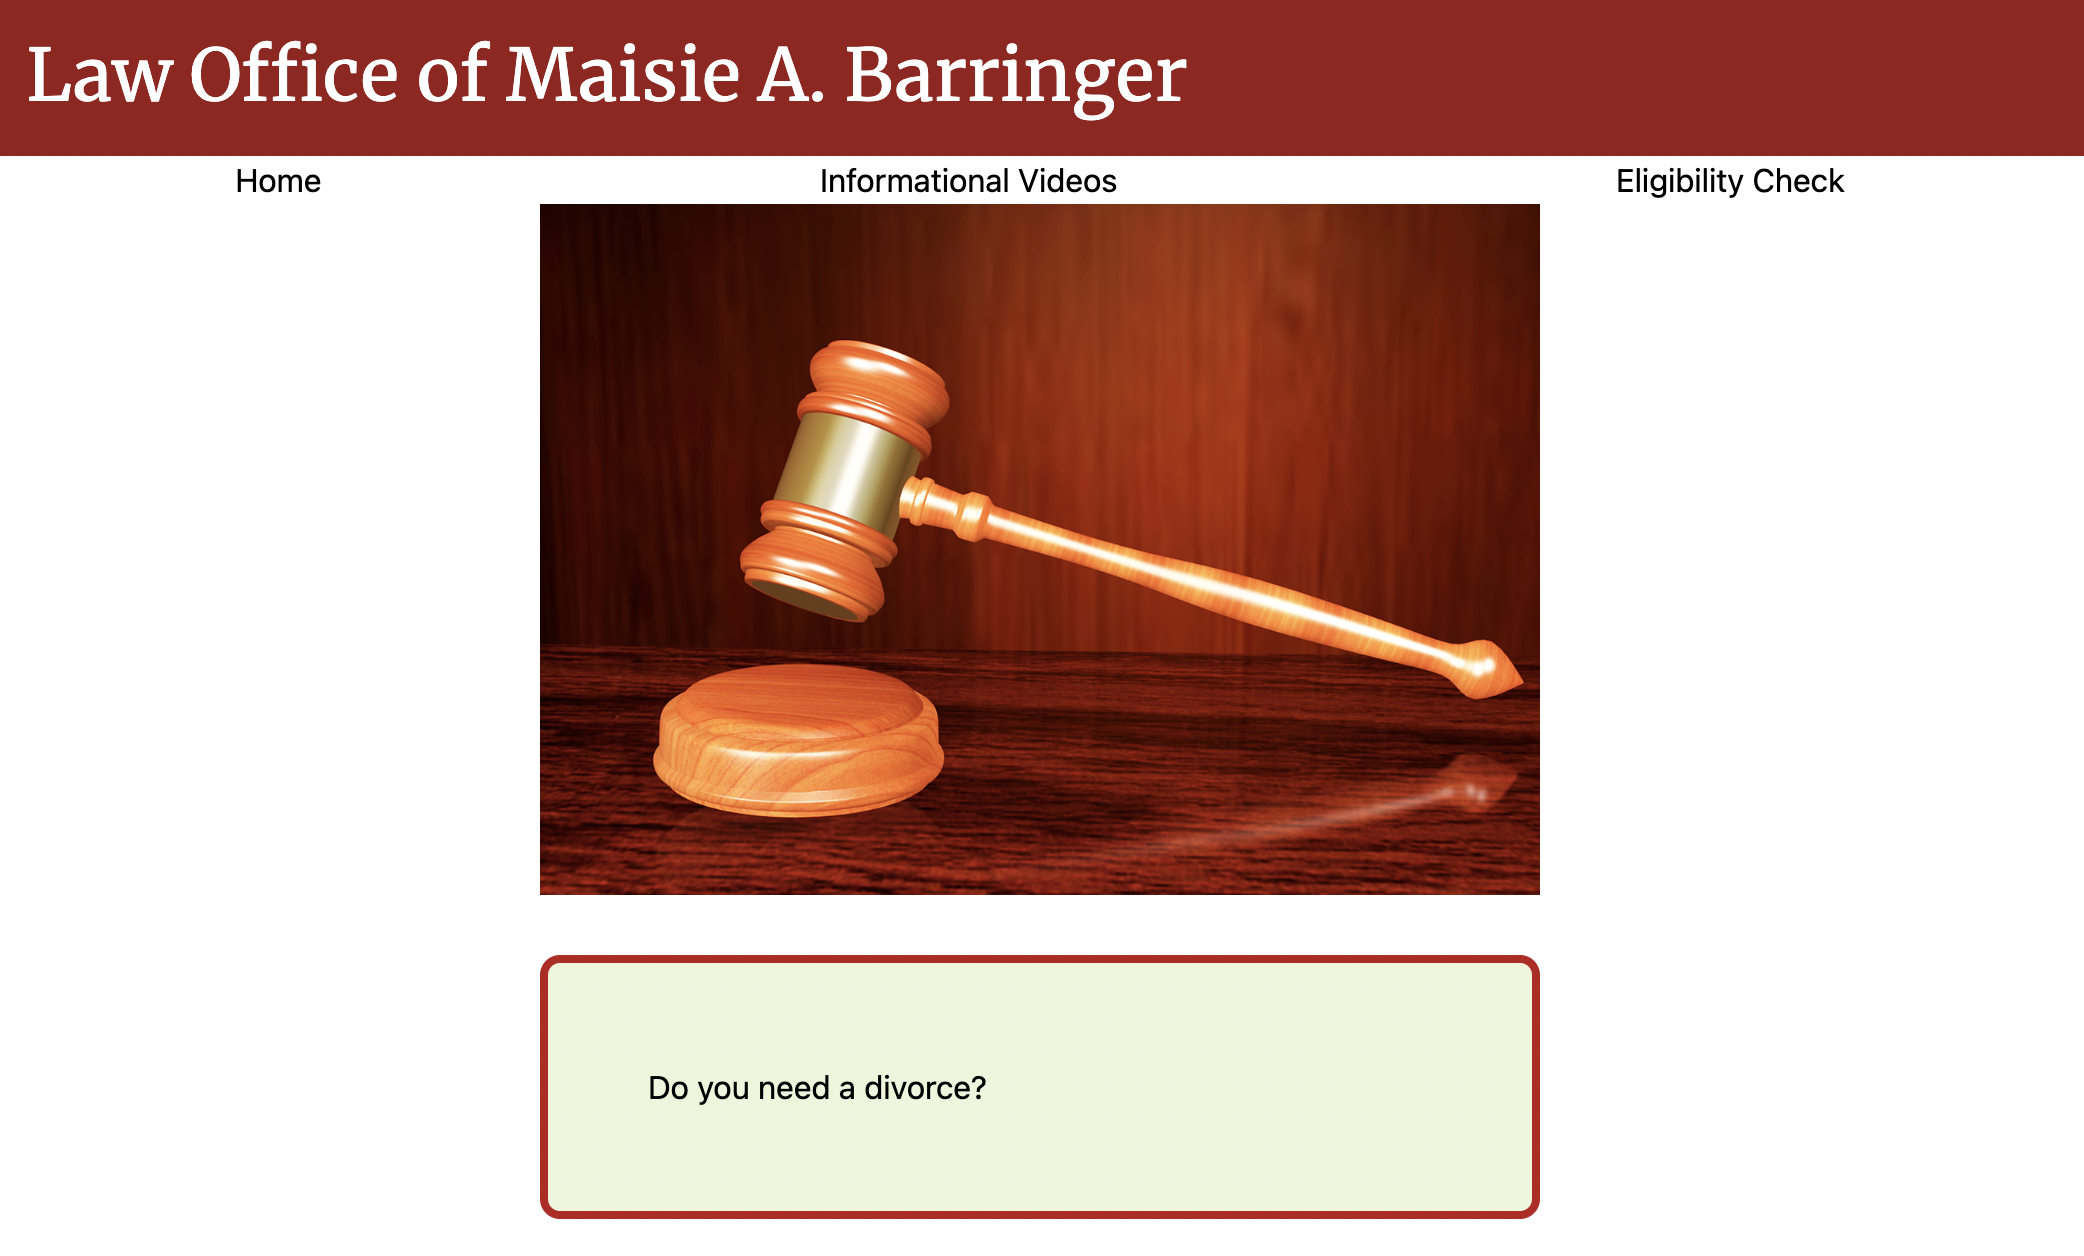 Law Office of Maisie A. Barringer
Home Informational Videos Eligibility Check
Do you need a divorce?